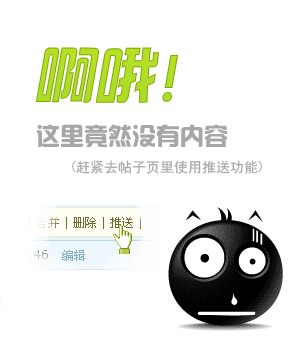 啊哦!
这里竟然没有内容
(赶紧去帖子页里使用推送功能)
合并 | 删除 | 推送 |
46 编辑